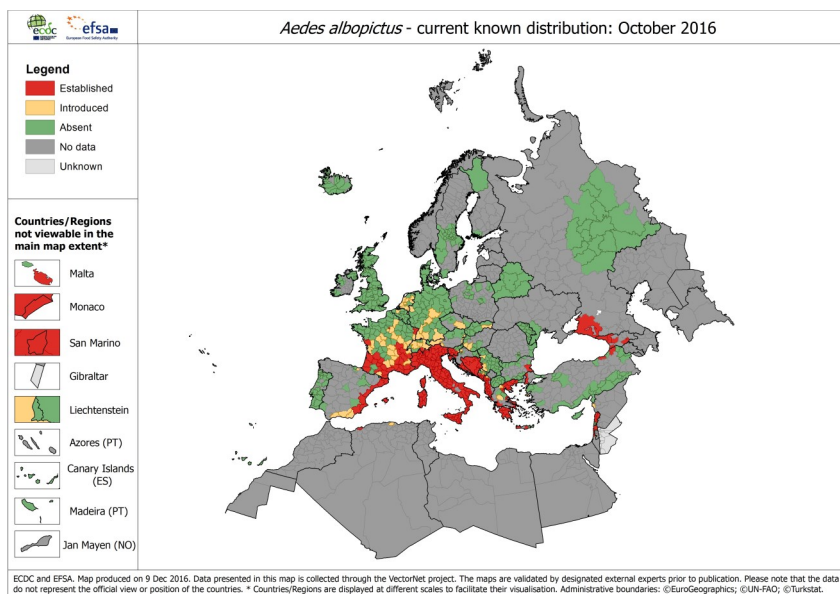 ecdc
efsa
European Food Safety Authority
Aedes albopictus - current known distribution: October 2016
Legend
Established
Introduced
Absent
No data
Unknown
Countries/Regions
not viewable in the
main map extent*
Malta
Monaco
San Marino
Gibraltar
Liechtenstein
Azores (PT)
Canary Islands
(ES)
Madeira (PT)
Jan Mayen (NO)
ECDC and EFSA. Map produced on 9 Dec 2016. Data presented in this map is collected through the VectorNet project. The maps are validated by designated external experts prior to publication. Please note that the data
do not represent the official view or position of the countries. * Countries/Regions are displayed at different scales to facilitate their visualisation. Administrative boundaries: ©EuroGeographics; ©UN-FAO; ©Turkstat.